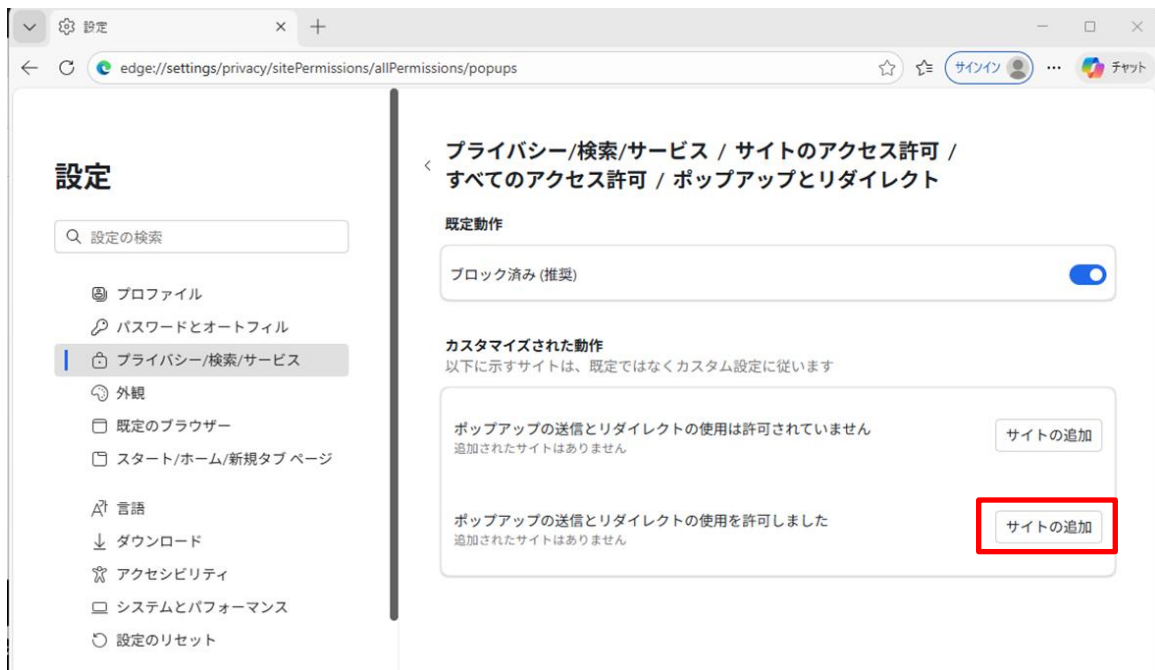 設定
edge://settings/privacy/sitePermissions/allPermissions/popups
サインイン
チャット
設定
設定の検索
プロファイル
パスワードとオートフィル
プライバシー/検索/サービス
外観
既定のブラウザー
スタート/ホーム/新規タブ ページ
言語
ダウンロード
アクセシビリティ
システムとパフォーマンス
設定のリセット
プライバシー/検索/サービス / サイトのアクセス許可 /
すべてのアクセス許可 / ポップアップとリダイレクト
既定動作
ブロック済み (推奨)
カスタマイズされた動作
以下に示すサイトは、既定ではなくカスタム設定に従います
ポップアップの送信とリダイレクトの使用は許可されていません
追加されたサイトはありません
サイトの追加
ポップアップの送信とリダイレクトの使用を許可しました
追加されたサイトはありません
サイトの追加